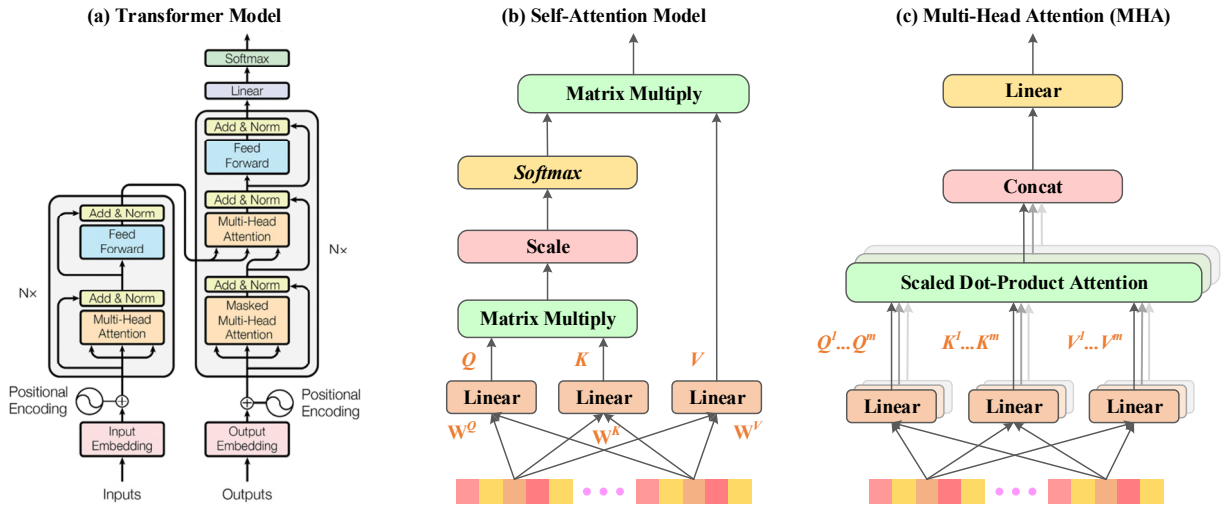 (a) Transformer Model
Softmax
Linear
Add & Norm
Feed
Forward
Add & Norm
Multi-Head
Attention
Add & Norm
Masked
Multi-Head
Attention
N×
Add & Norm
Feed
Forward
N×
Add & Norm
Multi-Head
Attention
Positional
Encoding
Positional
Encoding
Input
Embedding
Output
Embedding
Inputs
Outputs
(b) Self-Attention Model
Matrix Multiply
Softmax
Scale
Matrix Multiply
Q K V
Linear Linear Linear
W^Q W^K W^V
(c) Multi-Head Attention (MHA)
Linear
Concat
Scaled Dot-Product Attention
Q^1...Q^m K^1...K^m V^1...V^m
Linear Linear Linear